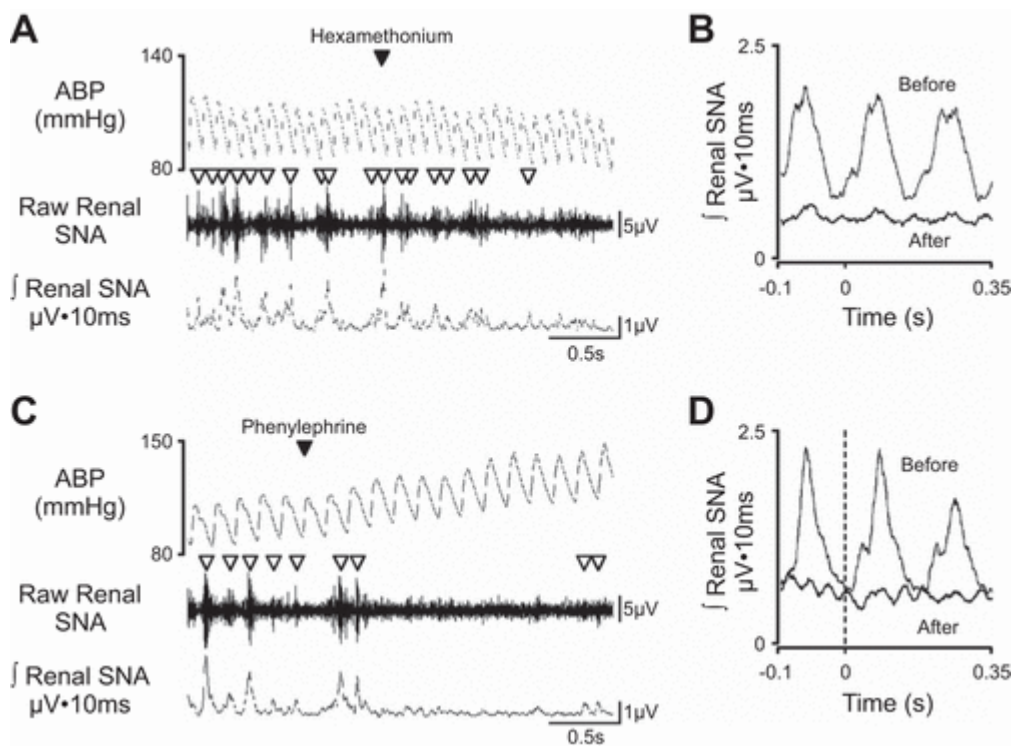 A
Hexamethonium
140
ABP
(mmHg)
80
Raw Renal
SNA
5µV
∫ Renal SNA
µV•10ms
1µV
0.5s
B
2.5
Before
∫ Renal SNA
µV•10ms
After
0
-0.1
0
0.35
Time (s)
C
Phenylephrine
150
ABP
(mmHg)
80
Raw Renal
SNA
5µV
∫ Renal SNA
µV•10ms
1µV
0.5s
D
2.5
Before
∫ Renal SNA
µV•10ms
After
0
-0.1
0
0.35
Time (s)